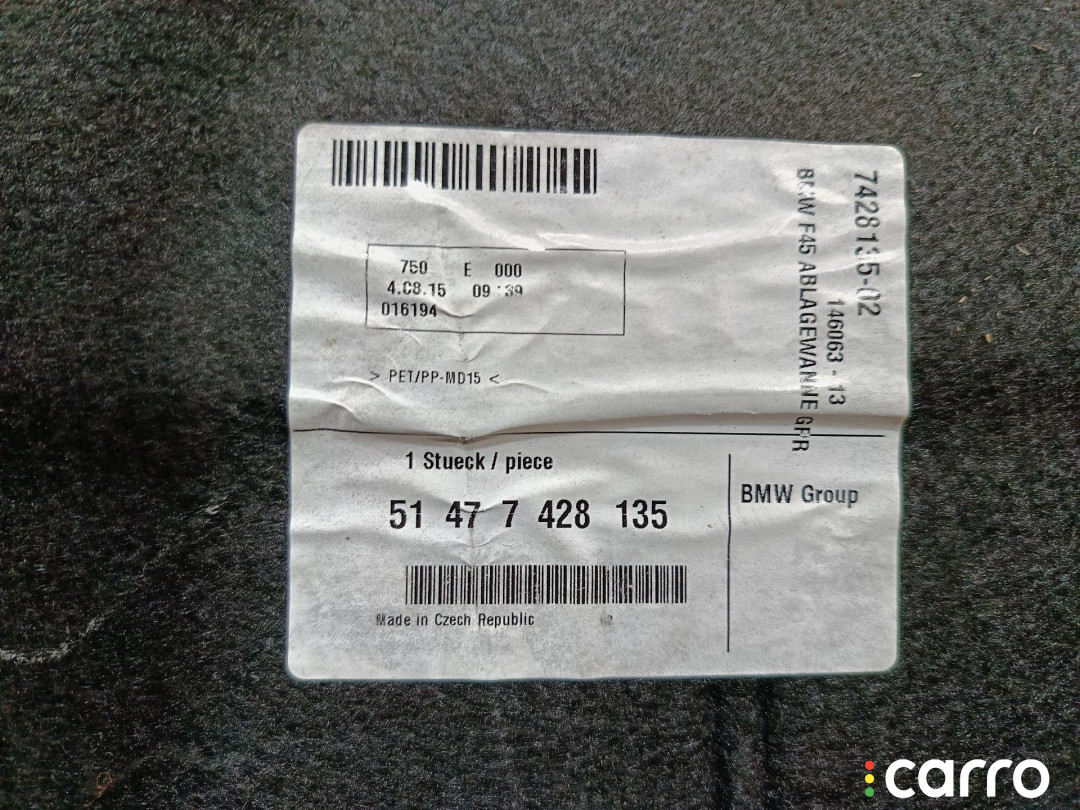 750 E 000
4.08.15 09:39
016194
> PET/PP-MD15 <
7428135-02
146063 - 13
BMW F45 ABLAGEWANNE GPR
1 Stueck / piece
51 47 7 428 135
BMW Group
Made in Czech Republic
carro